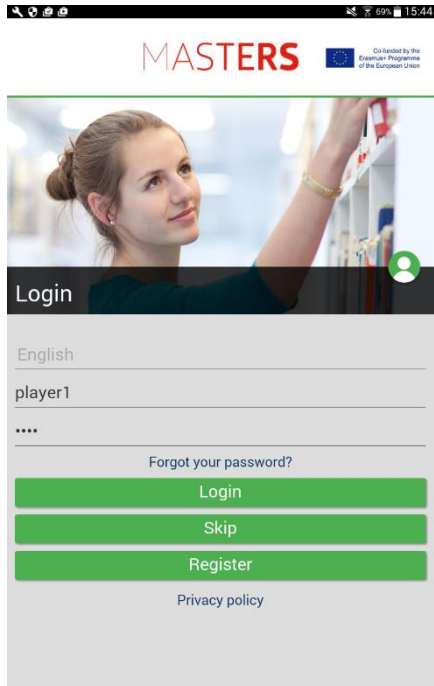 69% 15:44
MASTERS
Co-funded by the
Erasmus+ Programme
of the European Union
Login
English
player1
••••
Forgot your password?
Login
Skip
Register
Privacy policy